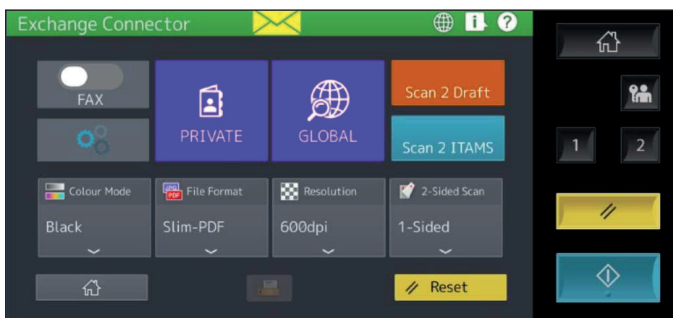 Exchange Connector
i
?
FAX
PRIVATE
GLOBAL
Scan 2 Draft
Scan 2 ITAMS
1
2
Colour Mode
File Format
Resolution
2-Sided Scan
PDF
Black
Slim-PDF
600dpi
1-Sided
Reset